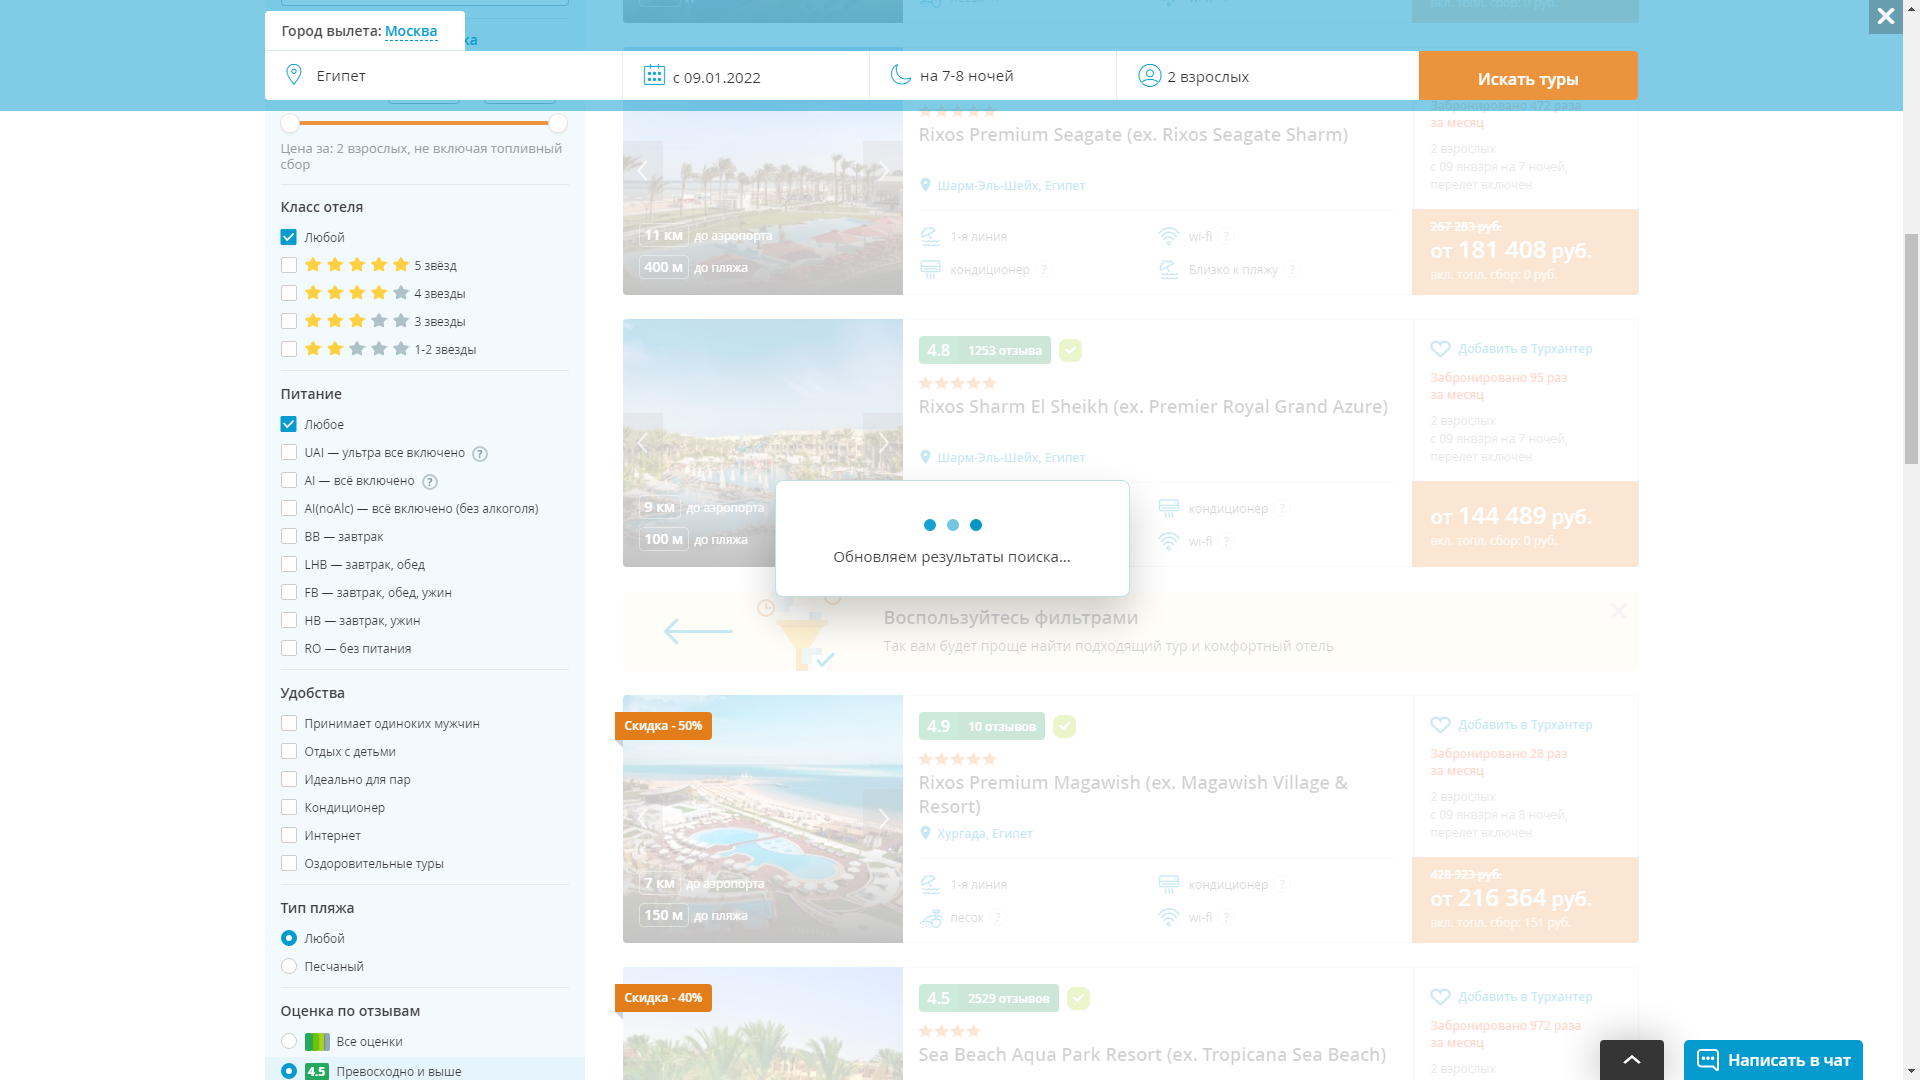 Город вылета: Москва
Египет
с 09.01.2022
на 7-8 ночей
2 взрослых
Искать туры
Цена за: 2 взрослых, не включая топливный
сбор
Класс отеля
Любой
5 звёзд
4 звезды
3 звезды
1-2 звезды
Питание
Любое
UAI — ультра все включено ?
AI — всё включено ?
AI(noAlc) — всё включено (без алкоголя)
BB — завтрак
LHB — завтрак, обед
FB — завтрак, обед, ужин
HB — завтрак, ужин
RO — без питания
Удобства
Принимает одиноких мужчин
Отдых с детьми
Идеально для пар
Кондиционер
Интернет
Оздоровительные туры
Тип пляжа
Любой
Песчаный
Оценка по отзывам
Все оценки
4.5 Превосходно и выше
Rixos Premium Seagate (ex. Rixos Seagate Sharm)
Шарм-Эль-Шейх, Египет
11 км до аэропорта
400 м до пляжа
1-я линия
wi-fi ?
кондиционер ?
Близко к пляжу ?
Забронировано 472 раза
за месяц
2 взрослых
с 09 января на 7 ночей,
перелет включен
267 283 руб.
от 181 408 руб.
вкл. топл. сбор: 0 руб.
4.8 1253 отзыва
Rixos Sharm El Sheikh (ex. Premier Royal Grand Azure)
Шарм-Эль-Шейх, Египет
9 км до аэропорта
100 м до пляжа
кондиционер ?
wi-fi ?
Добавить в Турхантер
Забронировано 95 раз
за месяц
2 взрослых
с 09 января на 7 ночей,
перелет включен
от 144 489 руб.
вкл. топл. сбор: 0 руб.
Обновляем результаты поиска...
Воспользуйтесь фильтрами
Так вам будет проще найти подходящий тур и комфортный отель
Скидка - 50%
4.9 10 отзывов
Rixos Premium Magawish (ex. Magawish Village &
Resort)
Хургада, Египет
7 км до аэропорта
150 м до пляжа
1-я линия
кондиционер ?
песок ?
wi-fi ?
Добавить в Турхантер
Забронировано 28 раз
за месяц
2 взрослых
с 09 января на 8 ночей,
перелет включен
428 923 руб.
от 216 364 руб.
вкл. топл. сбор: 151 руб.
Скидка - 40%
4.5 2529 отзывов
Sea Beach Aqua Park Resort (ex. Tropicana Sea Beach)
Добавить в Турхантер
Забронировано 972 раза
за месяц
2 взрослых
Написать в чат